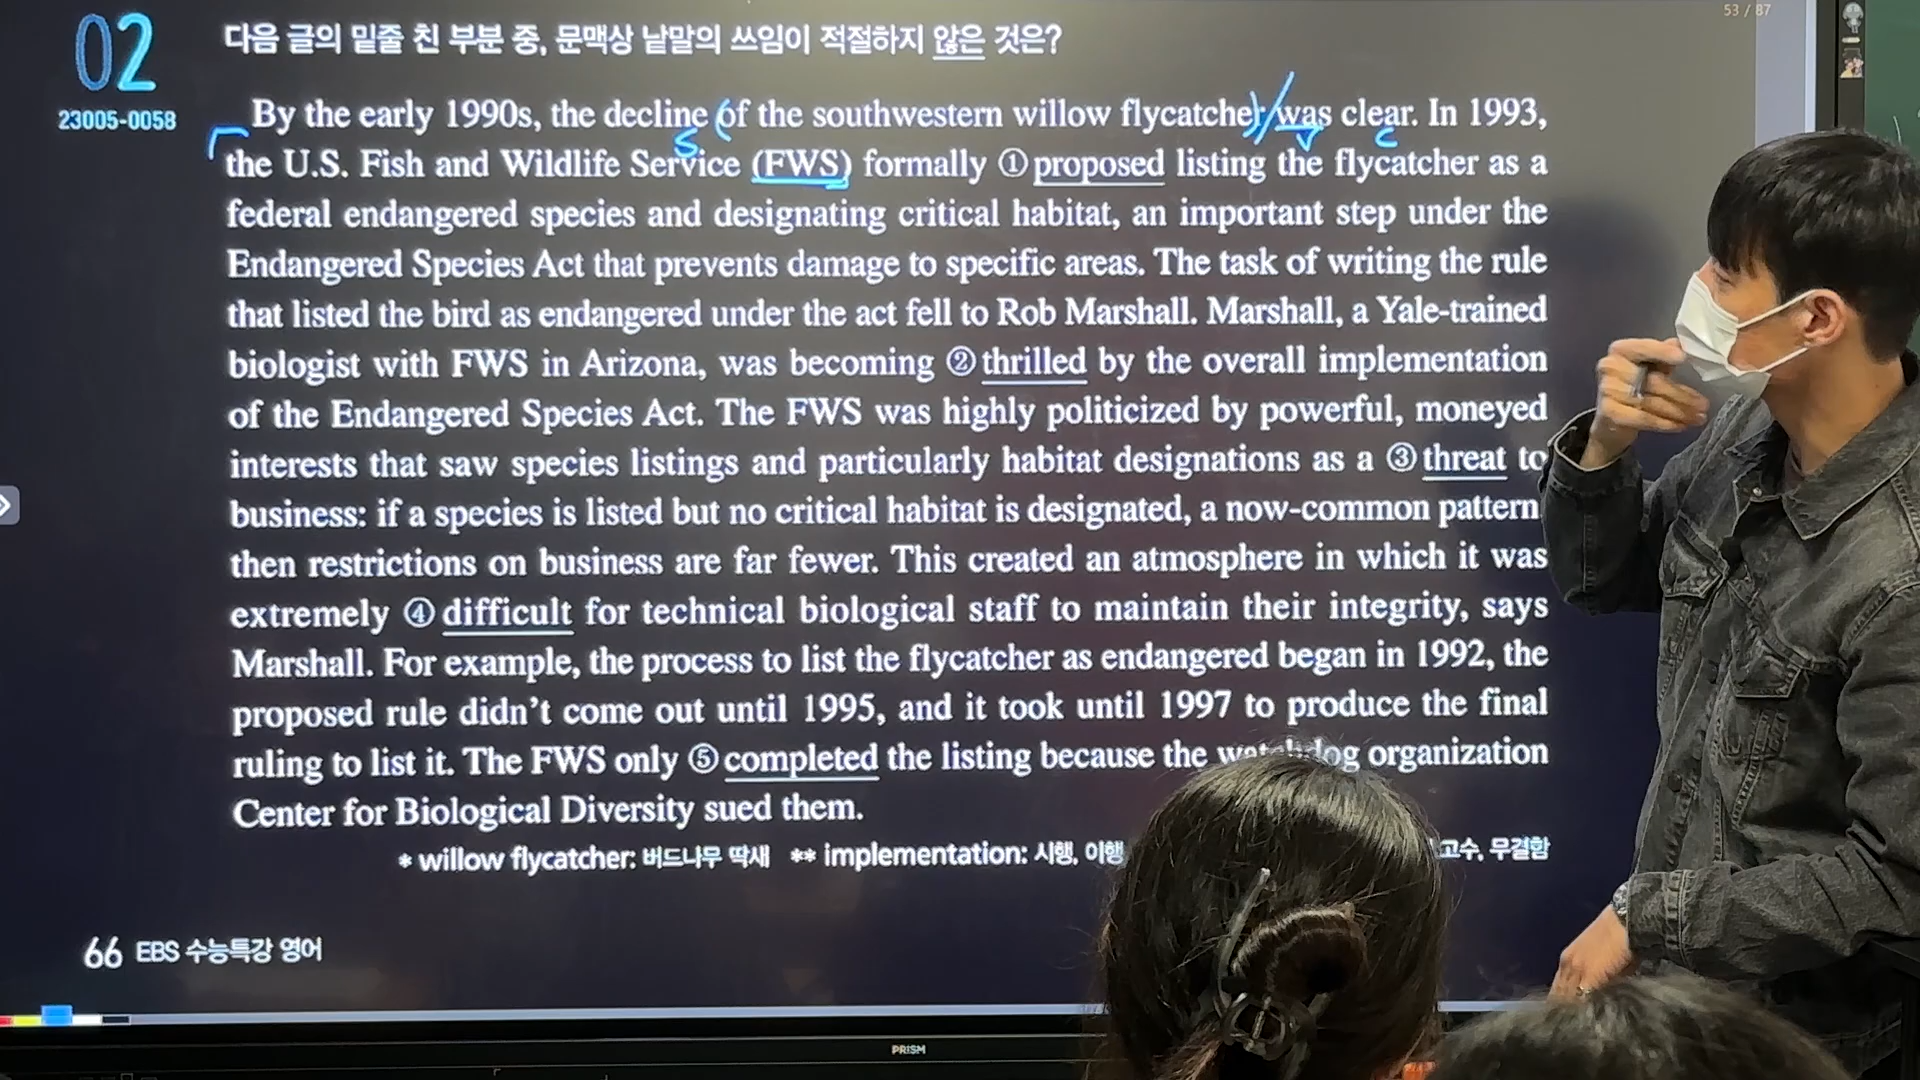 53 / 87
02
23005-0058
다음 글의 밑줄 친 부분 중, 문맥상 낱말의 쓰임이 적절하지 않은 것은?
By the early 1990s, the decline of the southwestern willow flycatcher was clear. In 1993,
S V C
the U.S. Fish and Wildlife Service (FWS) formally ① proposed listing the flycatcher as a
federal endangered species and designating critical habitat, an important step under the
Endangered Species Act that prevents damage to specific areas. The task of writing the rule
that listed the bird as endangered under the act fell to Rob Marshall. Marshall, a Yale-trained
biologist with FWS in Arizona, was becoming ② thrilled by the overall implementation
of the Endangered Species Act. The FWS was highly politicized by powerful, moneyed
interests that saw species listings and particularly habitat designations as a ③ threat to
business: if a species is listed but no critical habitat is designated, a now-common pattern
then restrictions on business are far fewer. This created an atmosphere in which it was
extremely ④ difficult for technical biological staff to maintain their integrity, says
Marshall. For example, the process to list the flycatcher as endangered began in 1992, the
proposed rule didn't come out until 1995, and it took until 1997 to produce the final
ruling to list it. The FWS only ⑤ completed the listing because the watchdog organization
Center for Biological Diversity sued them.
* willow flycatcher: 버드나무 딱새 ** implementation: 시행, 이행 고수, 무결함
66 EBS 수능특강 영어
PRISM